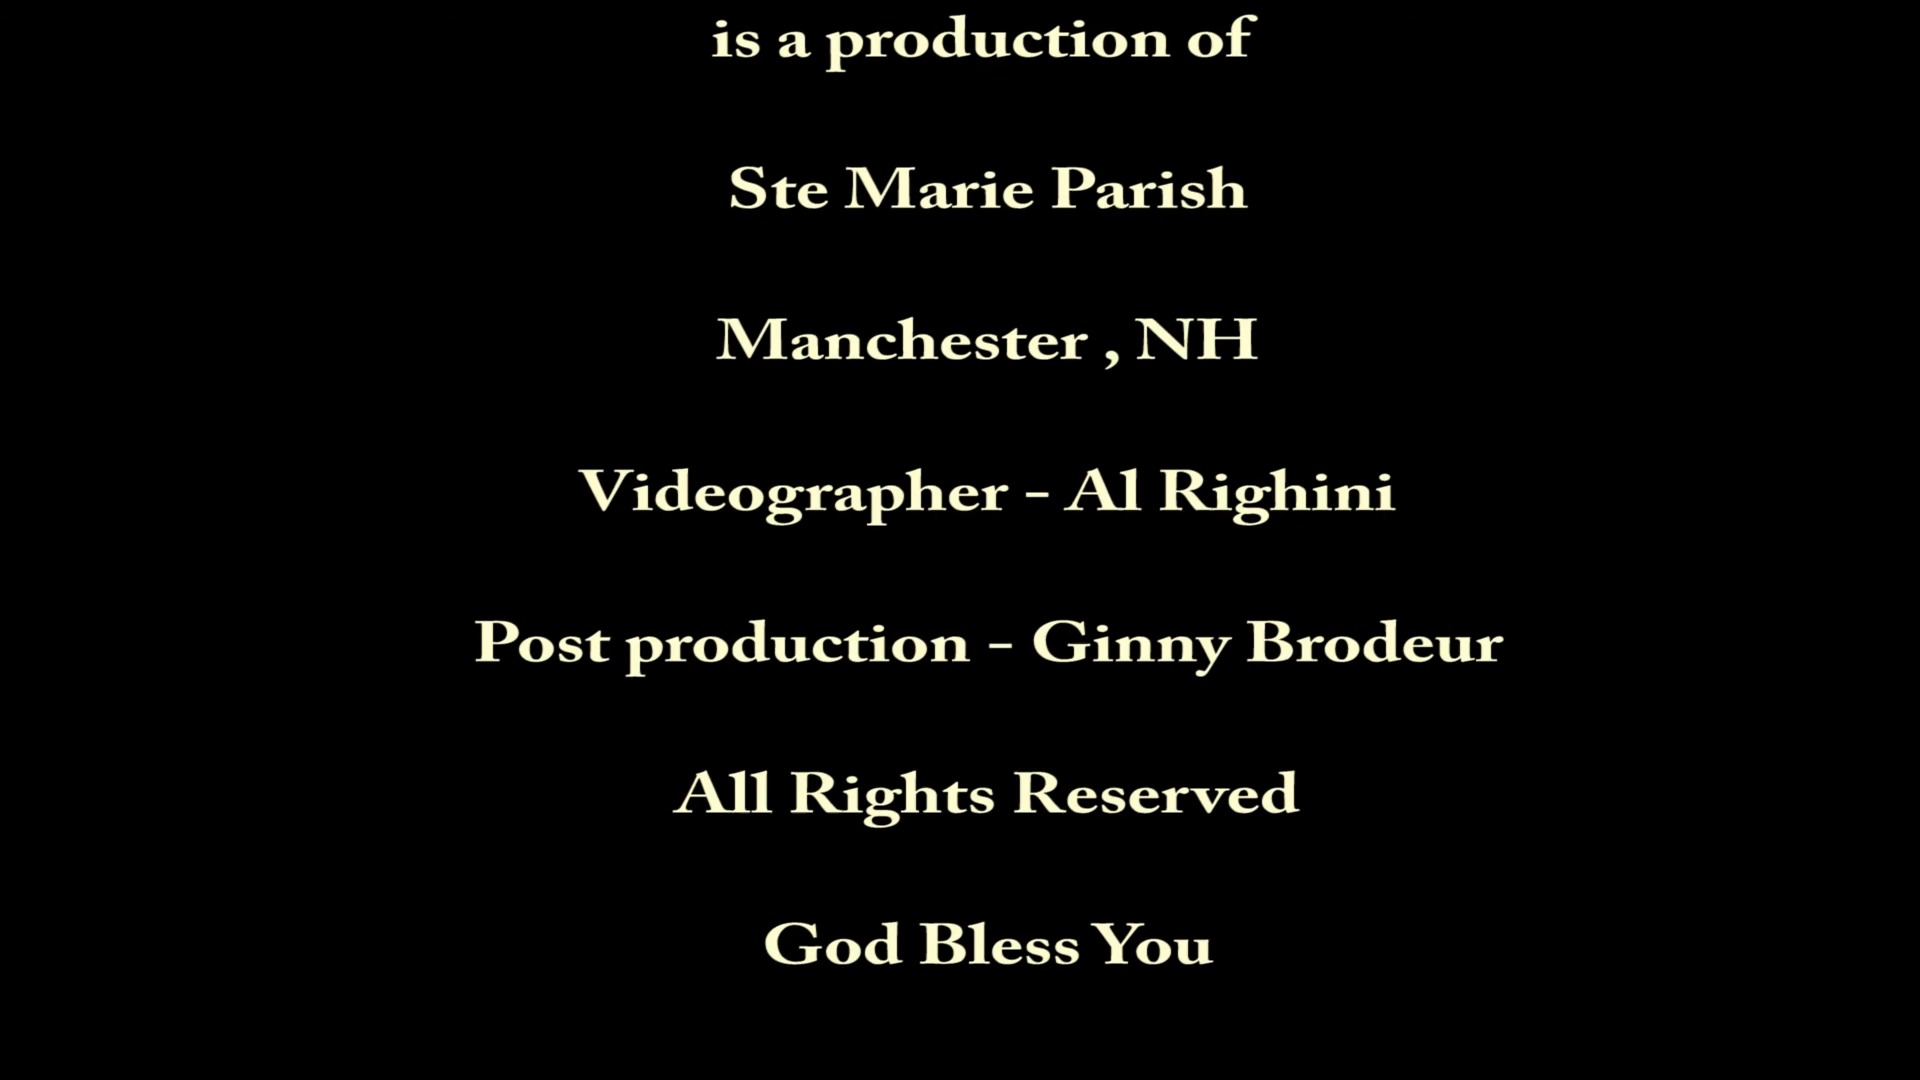 is a production of
Ste Marie Parish
Manchester , NH
Videographer - Al Righini
Post production - Ginny Brodeur
All Rights Reserved
God Bless You